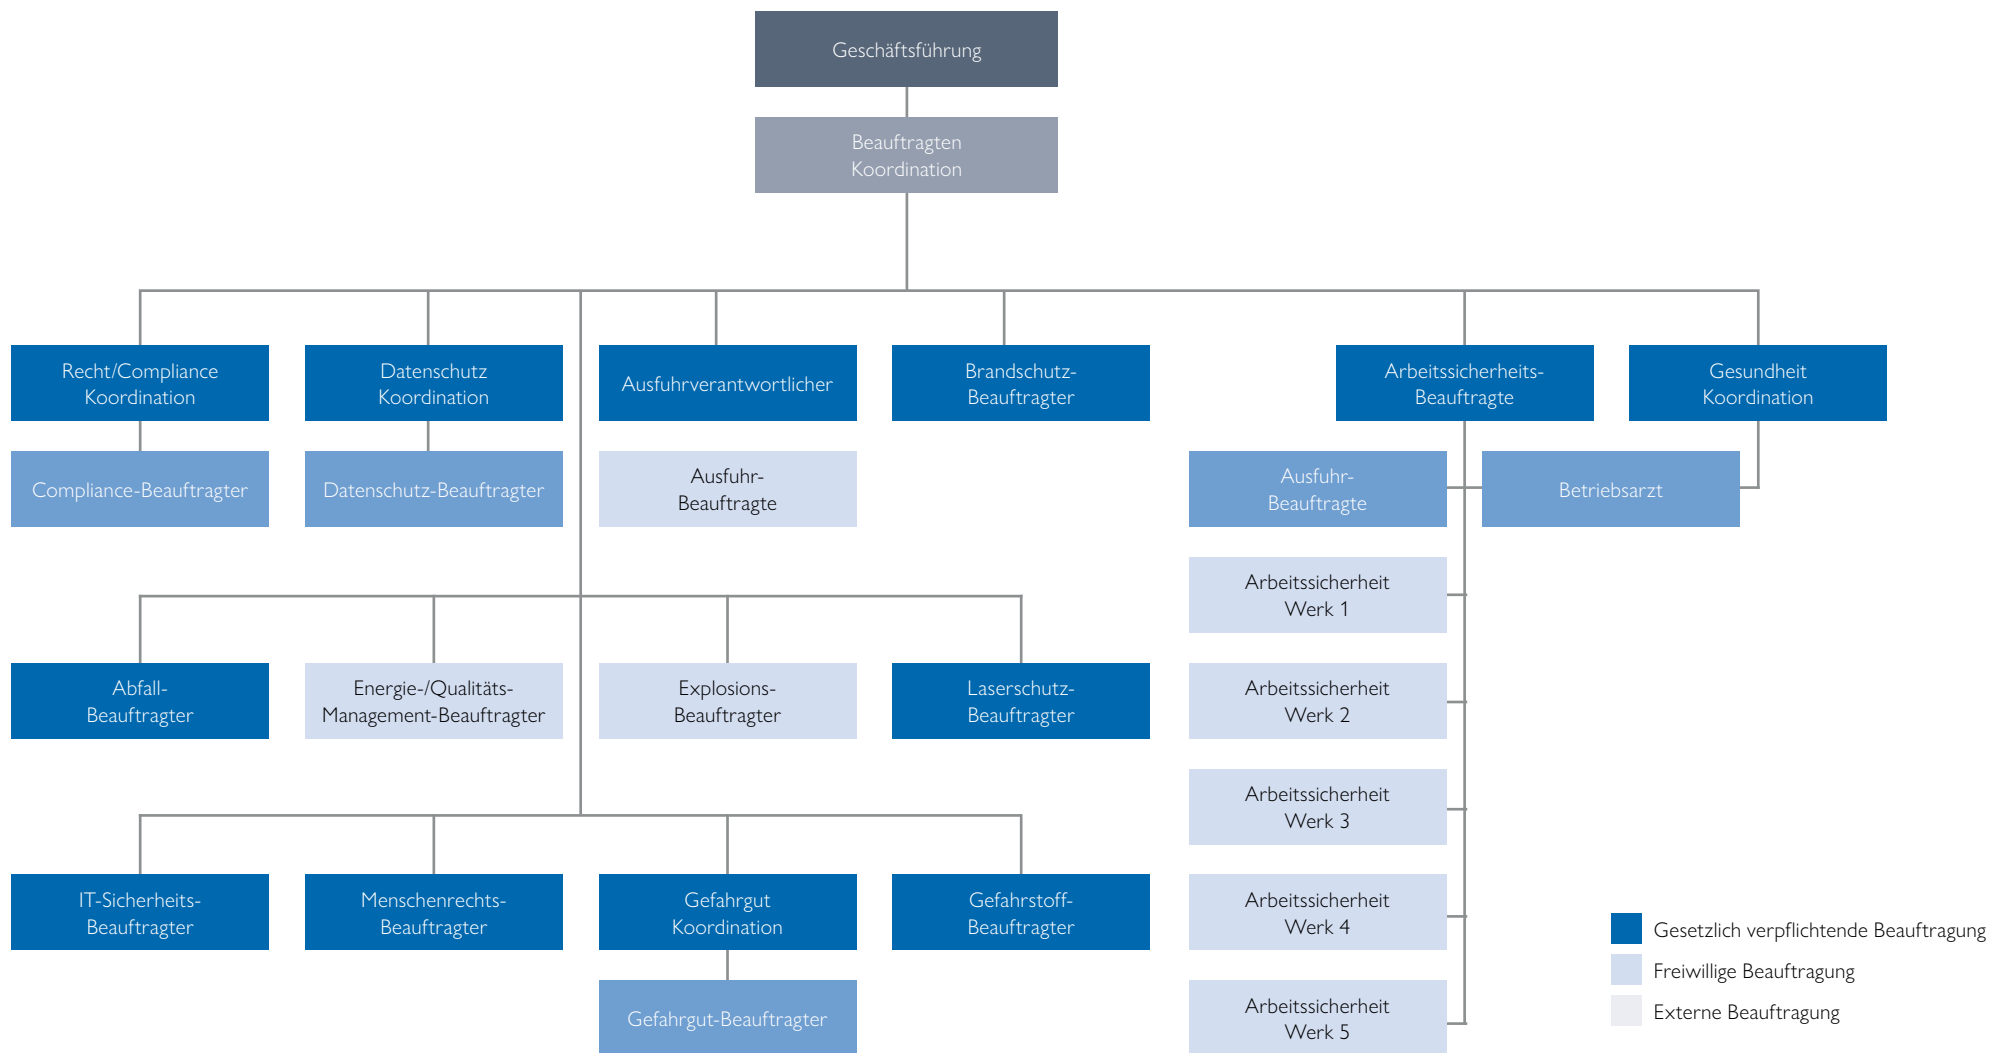 Geschäftsführung
Beauftragten
Koordination
Recht/Compliance
Koordination
Datenschutz
Koordination
Ausfuhrverantwortlicher
Brandschutz-
Beauftragter
Arbeitssicherheits-
Beauftragte
Gesundheit
Koordination
Compliance-Beauftragter
Datenschutz-Beauftragter
Ausfuhr-
Beauftragte
Ausfuhr-
Beauftragte
Betriebsarzt
Arbeitssicherheit
Werk 1
Abfall-
Beauftragter
Energie-/Qualitäts-
Management-Beauftragter
Explosions-
Beauftragter
Laserschutz-
Beauftragter
Arbeitssicherheit
Werk 2
Arbeitssicherheit
Werk 3
IT-Sicherheits-
Beauftragter
Menschenrechts-
Beauftragter
Gefahrgut
Koordination
Gefahrstoff-
Beauftragter
Arbeitssicherheit
Werk 4
Gefahrgut-Beauftragter
Arbeitssicherheit
Werk 5
Gesetzlich verpflichtende Beauftragung
Freiwillige Beauftragung
Externe Beauftragung